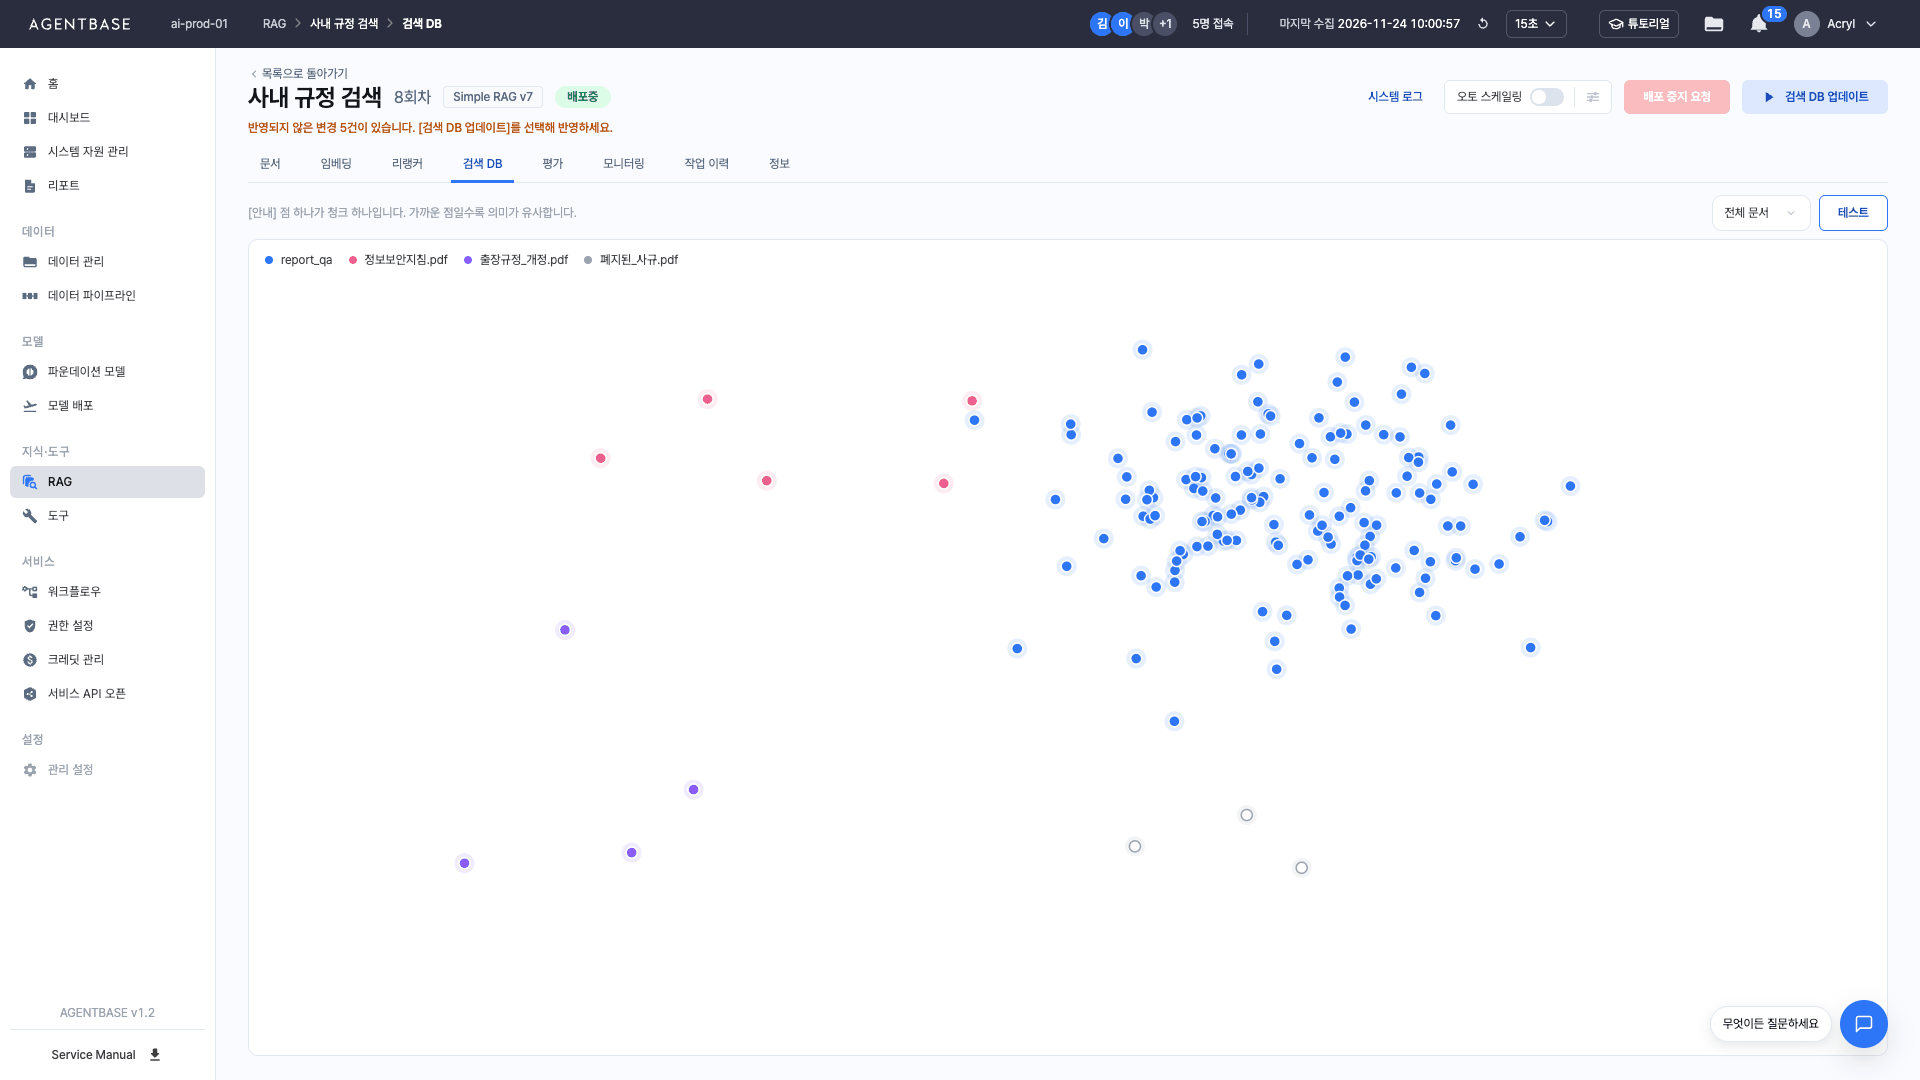 AGENTBASE
ai-prod-01
RAG > 사내 규정 검색 > 검색 DB
김 이 박 +1 5명 접속
마지막 수집 2026-11-24 10:00:57
15초
튜토리얼
15
A Acryl
홈
대시보드
시스템 자원 관리
리포트
데이터
데이터 관리
데이터 파이프라인
모델
파운데이션 모델
모델 배포
지식·도구
RAG
도구
서비스
워크플로우
권한 설정
크레딧 관리
서비스 API 오픈
설정
관리 설정
AGENTBASE v1.2
Service Manual
목록으로 돌아가기
사내 규정 검색 8회차 Simple RAG v7 배포중
반영되지 않은 변경 5건이 있습니다. [검색 DB 업데이트]를 선택해 반영하세요.
시스템 로그
오토 스케일링
배포 중지 요청
검색 DB 업데이트
문서 임베딩 리랭커 검색 DB 평가 모니터링 작업 이력 정보
[안내] 점 하나가 청크 하나입니다. 가까운 점일수록 의미가 유사합니다.
전체 문서
테스트
report_qa 정보보안지침.pdf 출장규정_개정.pdf 폐지된_사규.pdf
무엇이든 질문하세요